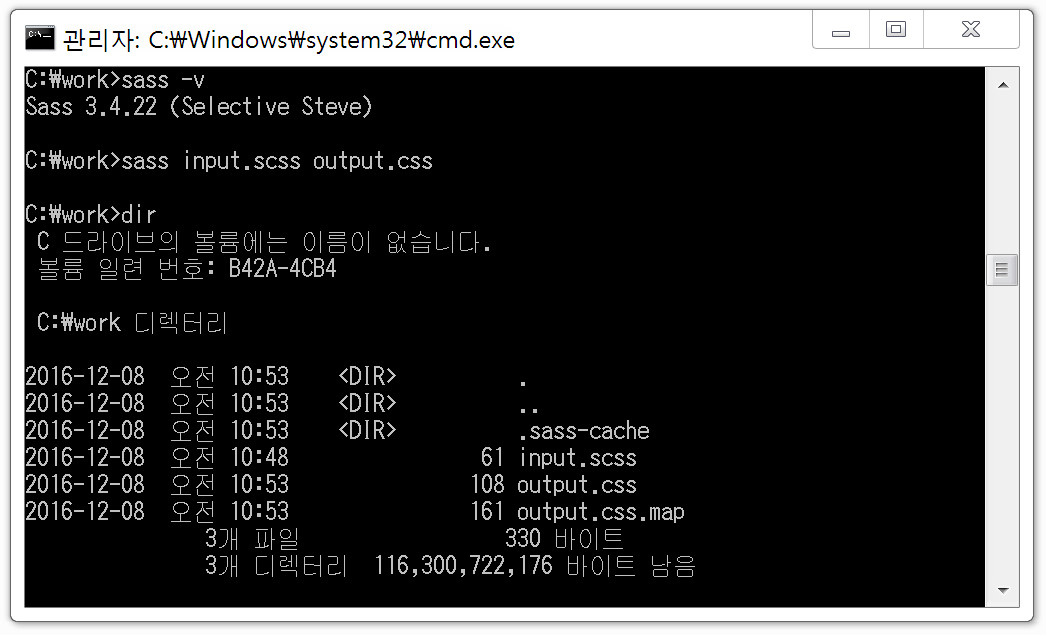 관리자: C:₩Windows₩system32₩cmd.exe
C:₩work>sass -v
Sass 3.4.22 (Selective Steve)
C:₩work>sass input.scss output.css
C:₩work>dir
C 드라이브의 볼륨에는 이름이 없습니다.
볼륨 일련 번호: B42A-4CB4
C:₩work 디렉터리
2016-12-08 오전 10:53 <DIR> .
2016-12-08 오전 10:53 <DIR> ..
2016-12-08 오전 10:53 <DIR> .sass-cache
2016-12-08 오전 10:48 61 input.scss
2016-12-08 오전 10:53 108 output.css
2016-12-08 오전 10:53 161 output.css.map
3개 파일 330 바이트
3개 디렉터리 116,300,722,176 바이트 남음